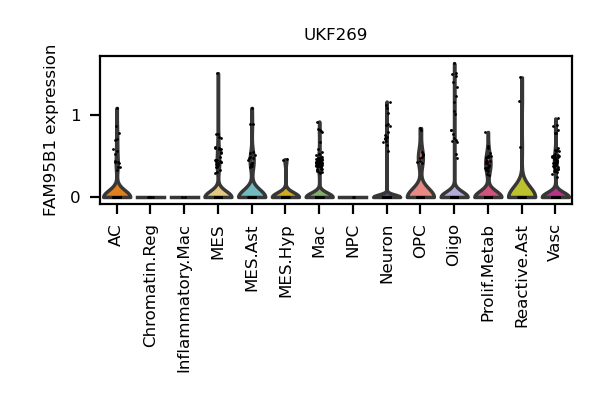 UKF269
FAM95B1 expression
1
0
AC
Chromatin.Reg
Inflammatory.Mac
MES
MES.Ast
MES.Hyp
Mac
NPC
Neuron
OPC
Oligo
Prolif.Metab
Reactive.Ast
Vasc